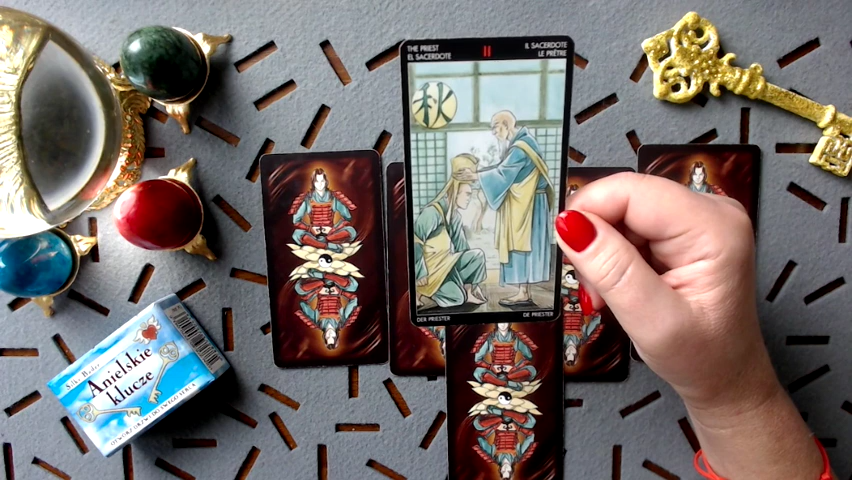 THE PRIEST
EL SACERDOTE
II
IL SACERDOTE
LE PRÊTRE
秋
DER PRIESTER
DE PRIESTER
Anielskie
klucze